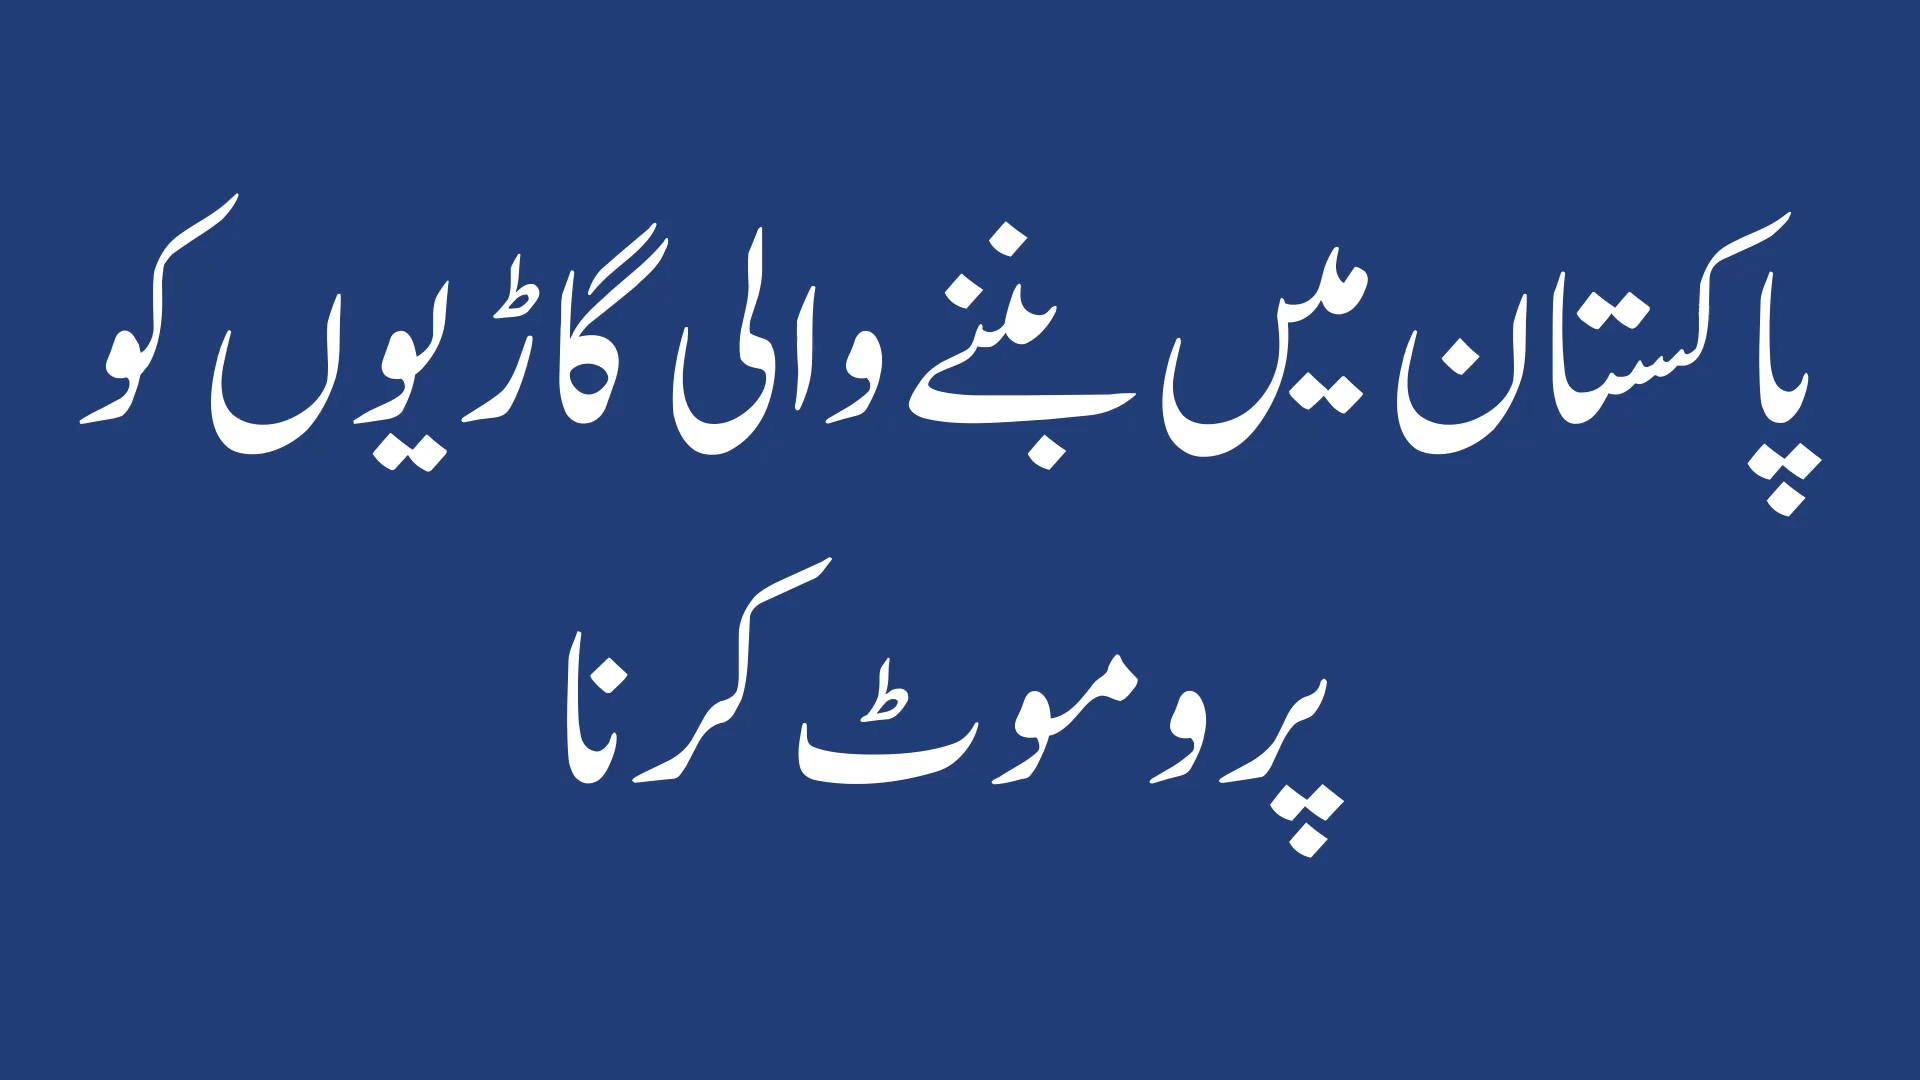 پاکستان میں بننے والی گاڑیوں کو
پروموٹ کرنا